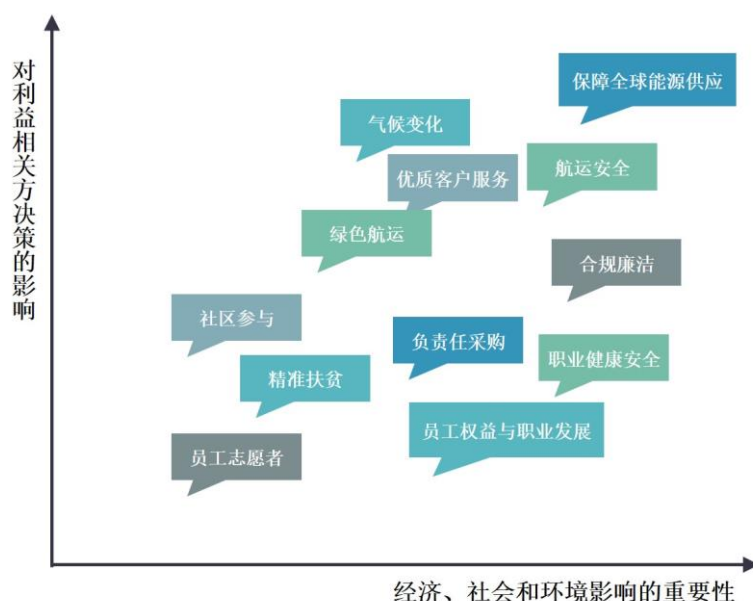 对利益相关方决策的影响
保障全球能源供应
气候变化
航运安全
优质客户服务
绿色航运
合规廉洁
社区参与
负责任采购
职业健康安全
精准扶贫
员工权益与职业发展
员工志愿者
经济、社会和环境影响的重要性